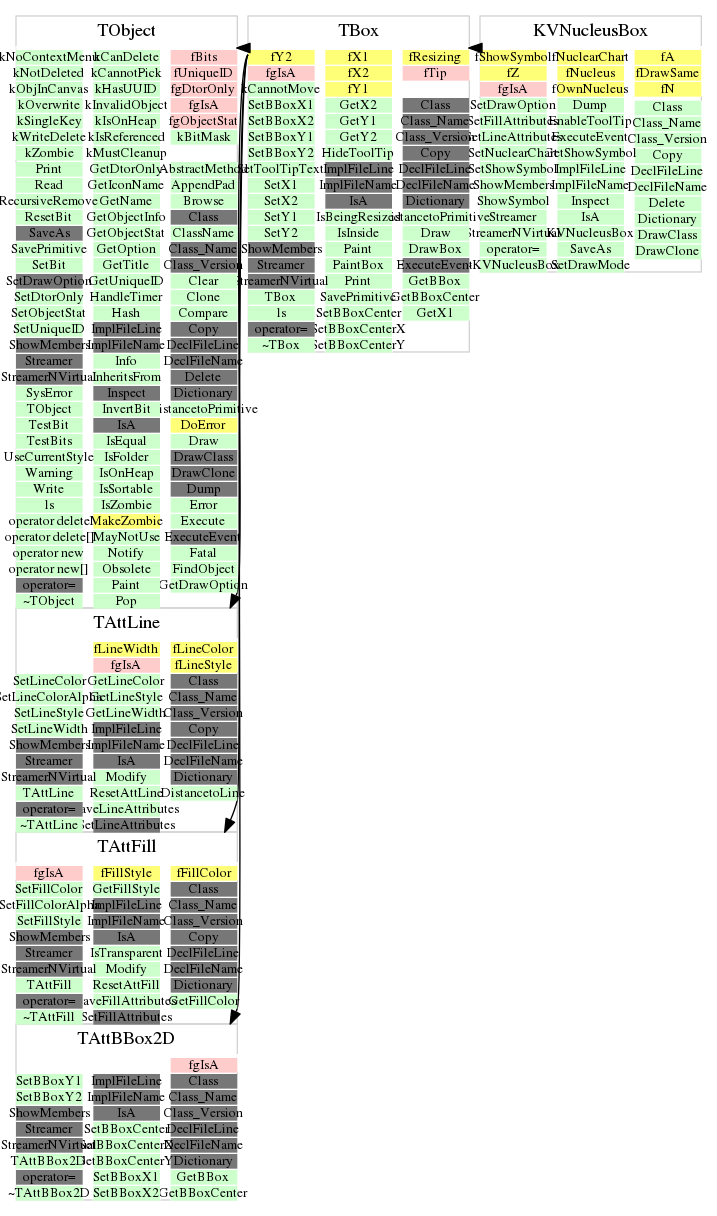 TObject
kNoContextMenu kCanDelete fBits
kNotDeleted kCannotPick fUniqueID
kObjInCanvas kHasUUID fgDtorOnly
kOverwrite kInvalidObject fgIsA
kSingleKey kIsOnHeap fgObjectStat
kWriteDelete kIsReferenced kBitMask
kZombie kMustCleanup
Print GetDtorOnly AbstractMethod
Read GetIconName AppendPad
RecursiveRemove GetName Browse
ResetBit GetObjectInfo Class
SaveAs GetObjectStat ClassName
SavePrimitive GetOption Class_Name
SetBit GetTitle Class_Version
SetDrawOption GetUniqueID Clear
SetDtorOnly HandleTimer Clone
SetObjectStat Hash Compare
SetUniqueID ImplFileLine Copy
ShowMembers ImplFileName DeclFileLine
Streamer Info DeclFileName
StreamerNVirtual InheritsFrom Delete
SysError Inspect Dictionary
TObject InvertBit istancetoPrimitive
TestBit IsA DoError
TestBits IsEqual Draw
UseCurrentStyle IsFolder DrawClass
Warning IsOnHeap DrawClone
Write IsSortable Dump
ls IsZombie Error
operator delete MakeZombie Execute
operator delete[] MayNotUse ExecuteEvent
operator new Notify Fatal
operator new[] Obsolete FindObject
operator= Paint GetDrawOption
~TObject Pop
TBox
fY2 fX1 fResizing
fgIsA fX2 fTip
kCannotMove fY1
SetBBoxX1 GetX2 Class
SetBBoxX2 GetY1 Class_Name
SetBBoxY1 GetY2 Class_Version
SetBBoxY2 HideToolTip Copy
etToolTipText ImplFileLine DeclFileLine
SetX1 ImplFileName DeclFileName
SetX2 IsA Dictionary
SetY1 IsBeingResized istancetoPrimitive
SetY2 IsInside Draw
ShowMembers Paint DrawBox
Streamer PaintBox ExecuteEvent
treamerNVirtual Print GetBBox
TBox SavePrimitive GetBBoxCenter
ls SetBBoxCenter GetX1
operator= SetBBoxCenterX
~TBox SetBBoxCenterY
KVNucleusBox
fShowSymbol fNuclearChart fA
fZ fNucleus fDrawSame
fgIsA fOwnNucleus fN
SetDrawOption Dump Class
SetFillAttributes EnableToolTip Class_Name
etLineAttributes ExecuteEvent Class_Version
SetNuclearChart etShowSymbol Copy
SetShowSymbol ImplFileLine DeclFileLine
ShowMembers ImplFileName DeclFileName
ShowSymbol Inspect Delete
Streamer IsA Dictionary
StreamerNVirtual KVNucleusBox DrawClass
operator= SaveAs DrawClone
~KVNucleusBox SetDrawMode
TAttLine
fLineWidth fLineColor
fgIsA fLineStyle
SetLineColor GetLineColor Class
SetLineColorAlpha GetLineStyle Class_Name
SetLineStyle GetLineWidth Class_Version
SetLineWidth ImplFileLine Copy
ShowMembers ImplFileName DeclFileLine
Streamer IsA DeclFileName
StreamerNVirtual Modify Dictionary
TAttLine ResetAttLine DistancetoLine
operator= aveLineAttributes
~TAttLine SetLineAttributes
TAttFill
fgIsA fFillStyle fFillColor
SetFillColor GetFillStyle Class
SetFillColorAlpha ImplFileLine Class_Name
SetFillStyle ImplFileName Class_Version
ShowMembers IsA Copy
Streamer IsTransparent DeclFileLine
StreamerNVirtual Modify DeclFileName
TAttFill ResetAttFill Dictionary
operator= aveFillAttributes GetFillColor
~TAttFill SetFillAttributes
TAttBBox2D
fgIsA
SetBBoxY1 ImplFileLine Class
SetBBoxY2 ImplFileName Class_Name
ShowMembers IsA Class_Version
Streamer SetBBoxCenter DeclFileLine
StreamerNVirtual SetBBoxCenterX DeclFileName
TAttBBox2D SetBBoxCenterY Dictionary
operator= SetBBoxX1 GetBBox
~TAttBBox2D SetBBoxX2 GetBBoxCenter